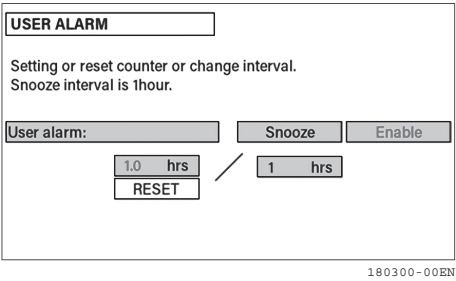 USER ALARM
Setting or reset counter or change interval.
Snooze interval is 1hour.
User alarm: Snooze Enable
1.0 hrs / 1 hrs
RESET
180300-00EN